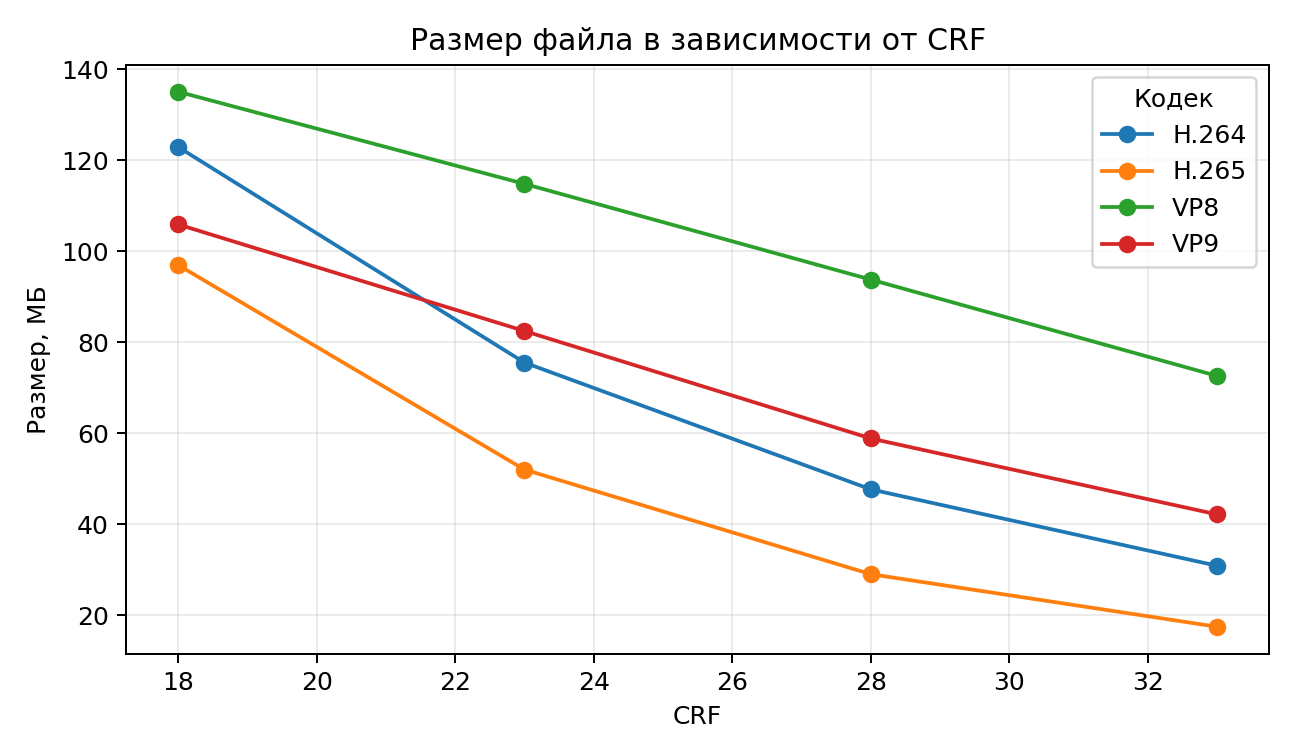 Размер файла в зависимости от CRF
Размер, МБ
140
120
100
80
60
40
20
Кодек
H.264
H.265
VP8
VP9
18 20 22 24 26 28 30 32
CRF